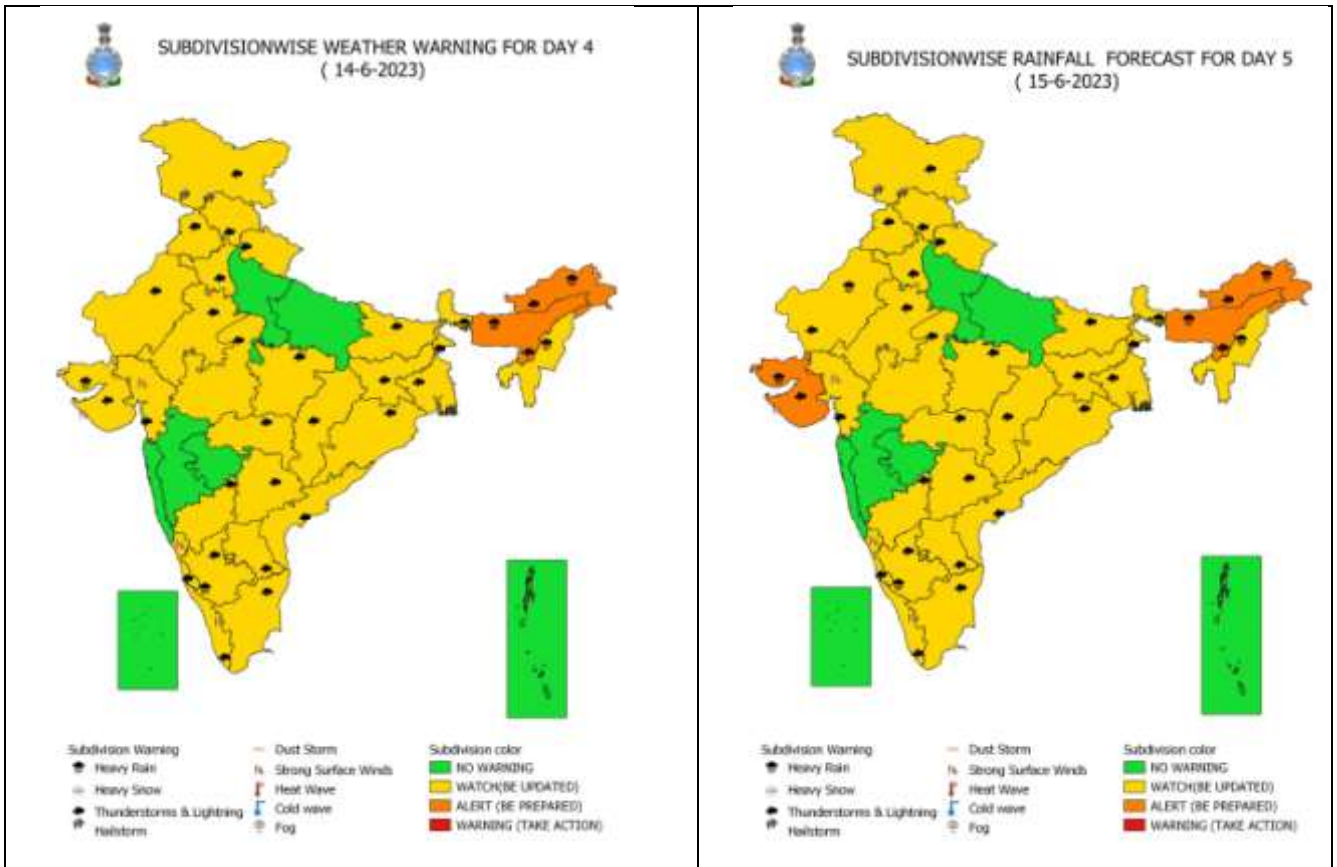 SUBDIVISIONWISE WEATHER WARNING FOR DAY 4
( 14-6-2023)
Subdivision Warning
Heavy Rain
Heavy Snow
Thunderstorms & Lightning
Hailstorm
Dust Storm
Strong Surface Winds
Heat Wave
Cold wave
Fog
Subdivision color
NO WARNING
WATCH(BE UPDATED)
ALERT (BE PREPARED)
WARNING (TAKE ACTION)
SUBDIVISIONWISE RAINFALL FORECAST FOR DAY 5
( 15-6-2023)
Subdivision Warning
Heavy Rain
Heavy Snow
Thunderstorms & Lightning
Hailstorm
Dust Storm
Strong Surface Winds
Heat Wave
Cold wave
Fog
Subdivision color
NO WARNING
WATCH(BE UPDATED)
ALERT (BE PREPARED)
WARNING (TAKE ACTION)